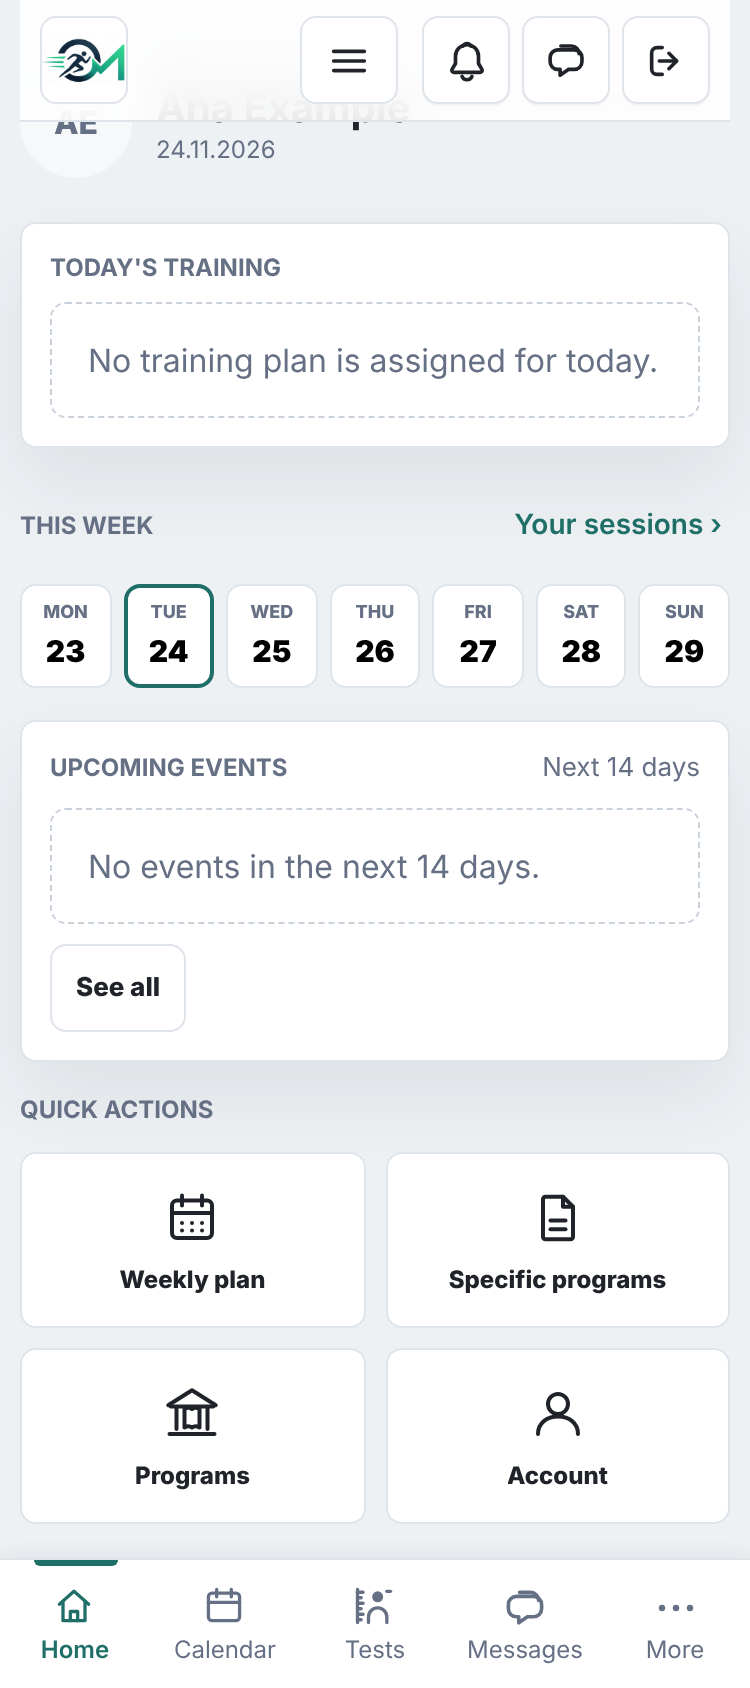 AE
Ana Example
24.11.2026
TODAY'S TRAINING
No training plan is assigned for today.
THIS WEEK
Your sessions ›
MON TUE WED THU FRI SAT SUN
23 24 25 26 27 28 29
UPCOMING EVENTS
Next 14 days
No events in the next 14 days.
See all
QUICK ACTIONS
Weekly plan
Specific programs
Programs
Account
Home
Calendar
Tests
Messages
More